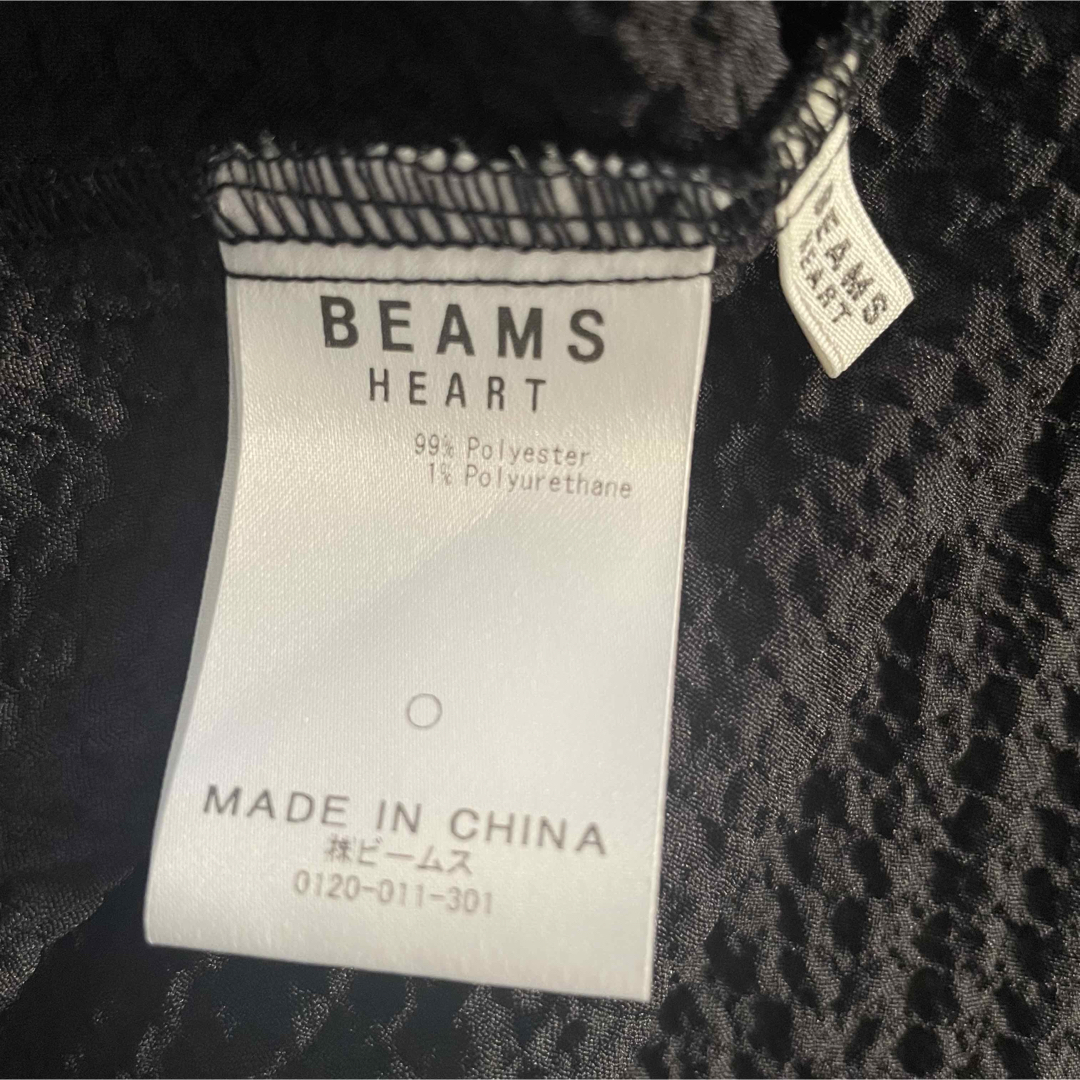 BEAMS
HEART
99% Polyester
1% Polyurethane
MADE IN CHINA
㈱ビームス
0120-011-301
BEAMS
HEART